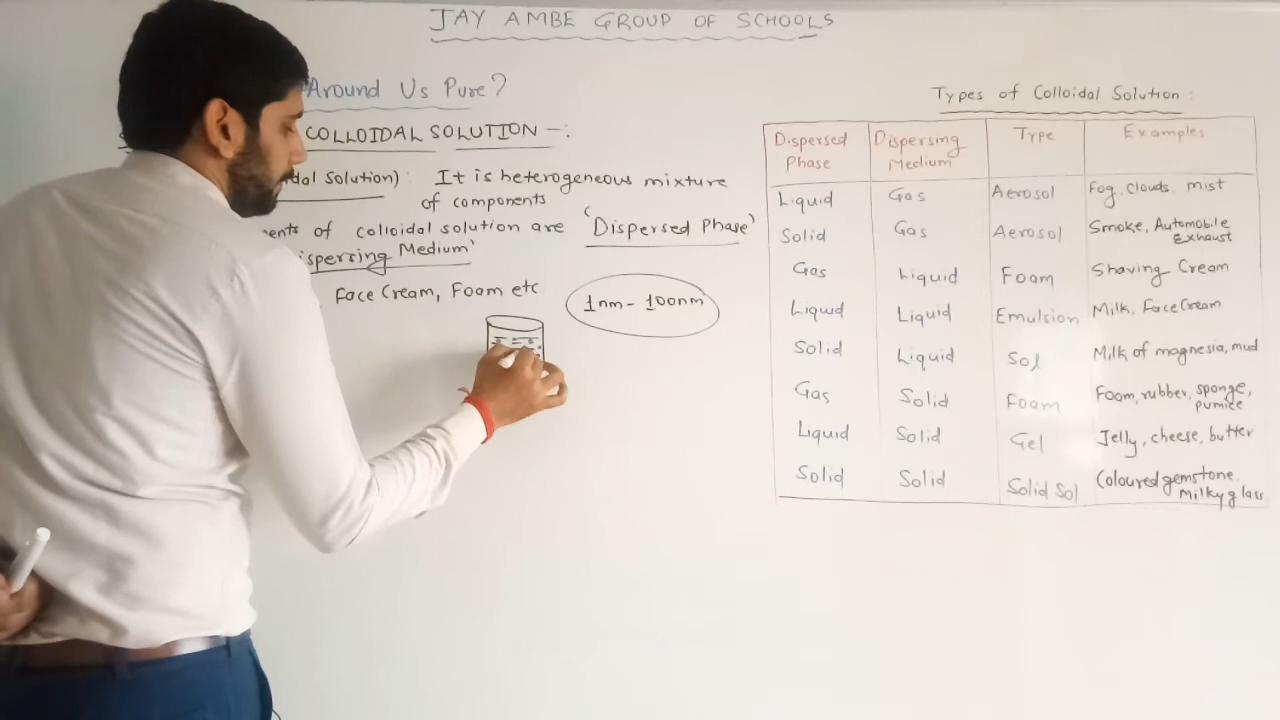 JAY AMBE GROUP OF SCHOOLS
Around Us Pure?
COLLOIDAL SOLUTION -:
Solution) : It is heterogeneous mixture
of components
of colloidal solution are 'Dispersed Phase'
Medium'
Face Cream, Foam etc
1nm - 100nm
Types of Colloidal Solution :
Dispersed Phase Dispersing Medium Type Examples
Liquid Gas Aerosol Fog, clouds, mist
Solid Gas Aerosol Smoke, Automobile Exhaust
Gas Liquid Foam Shaving Cream
Liquid Liquid Emulsion Milk, Face Cream
Solid Liquid Sol Milk of magnesia, mud
Gas Solid Foam Foam, rubber, sponge, pumice
Liquid Solid Gel Jelly, cheese, butter
Solid Solid Solid Sol Coloured gemstone, Milky glass